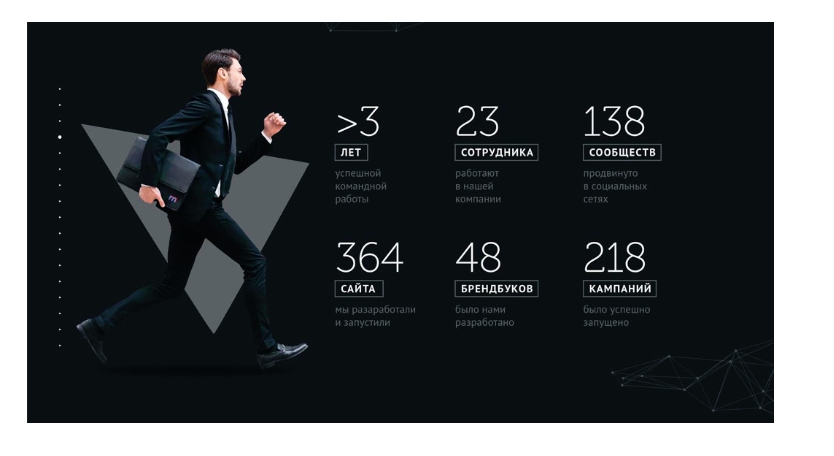 >3
ЛЕТ
успешной
командной
работы
23
СОТРУДНИКА
работают
в нашей
компании
138
СООБЩЕСТВ
продвинуто
в социальных
сетях
364
САЙТА
мы разаработали
и запустили
48
БРЕНДБУКОВ
было нами
разработано
218
КАМПАНИЙ
было успешно
запущено
m